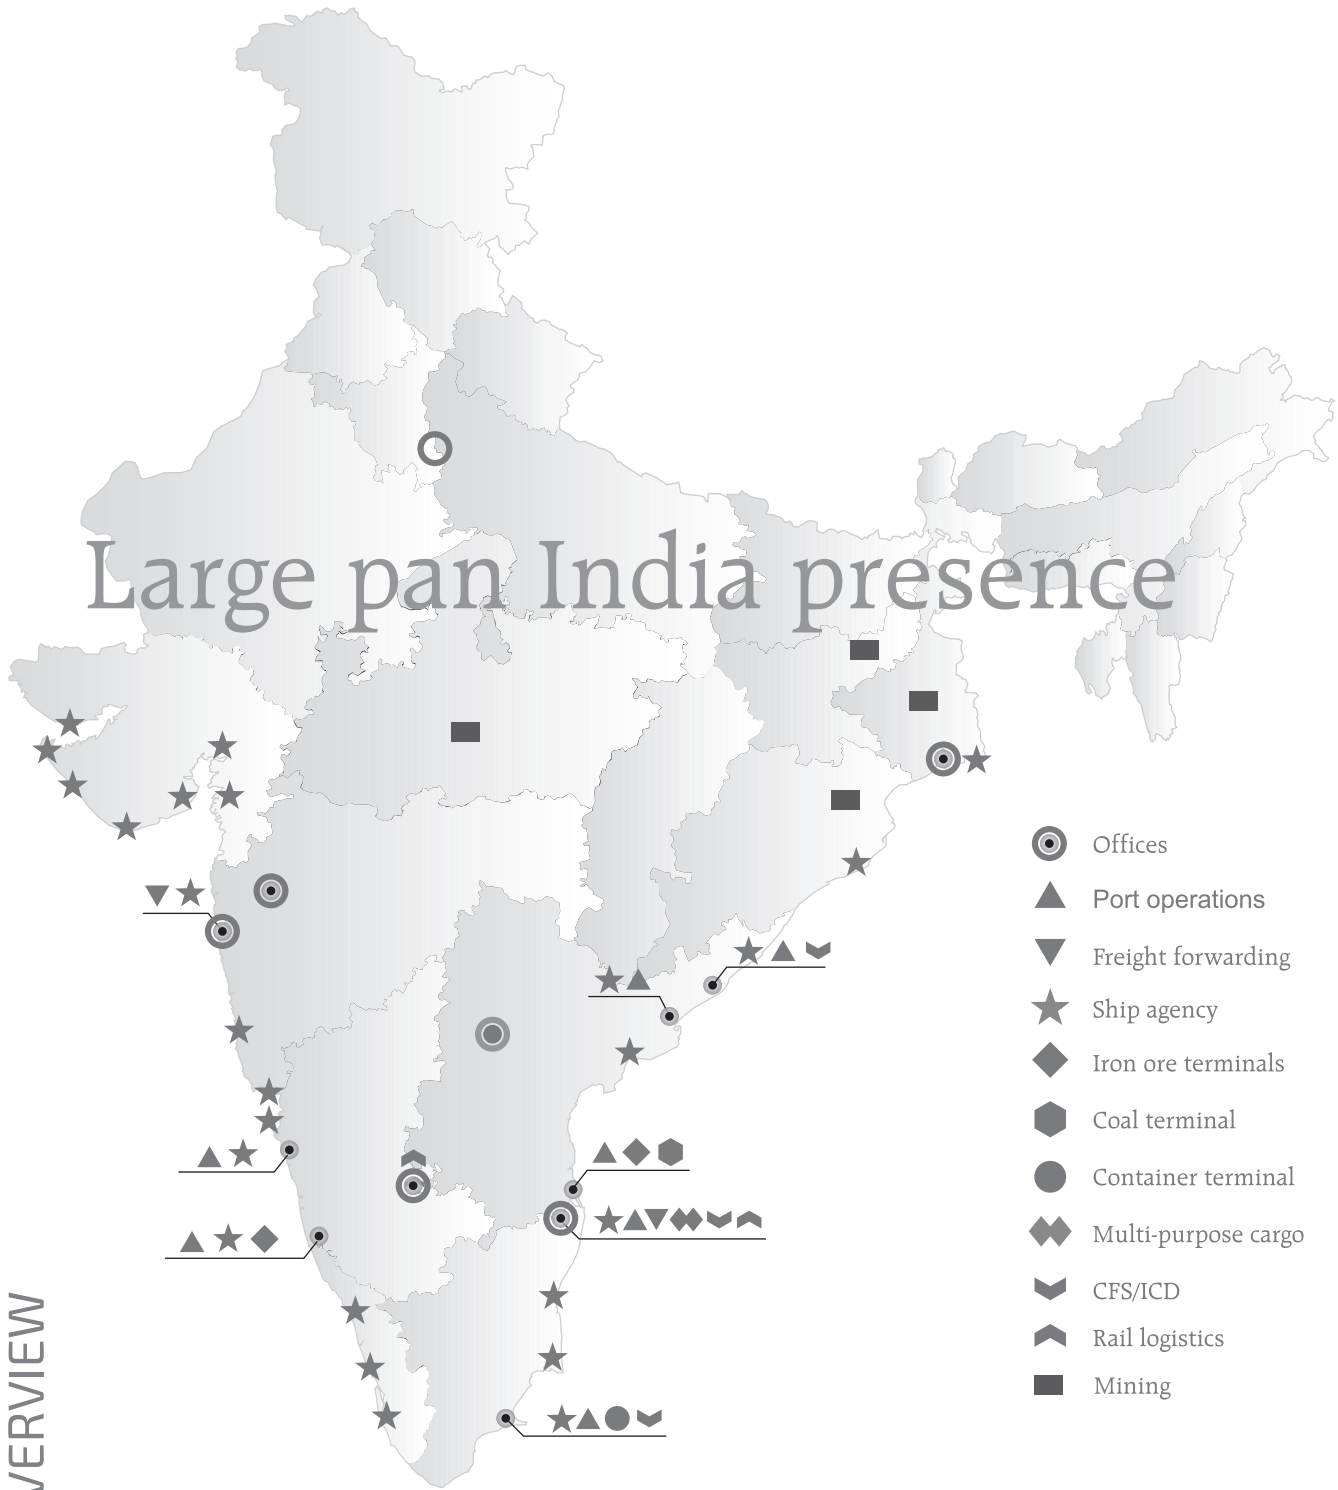 Large pan India presence
Offices
Port operations
Freight forwarding
Ship agency
Iron ore terminals
Coal terminal
Container terminal
Multi-purpose cargo
CFS/ICD
Rail logistics
Mining
VERVIEW